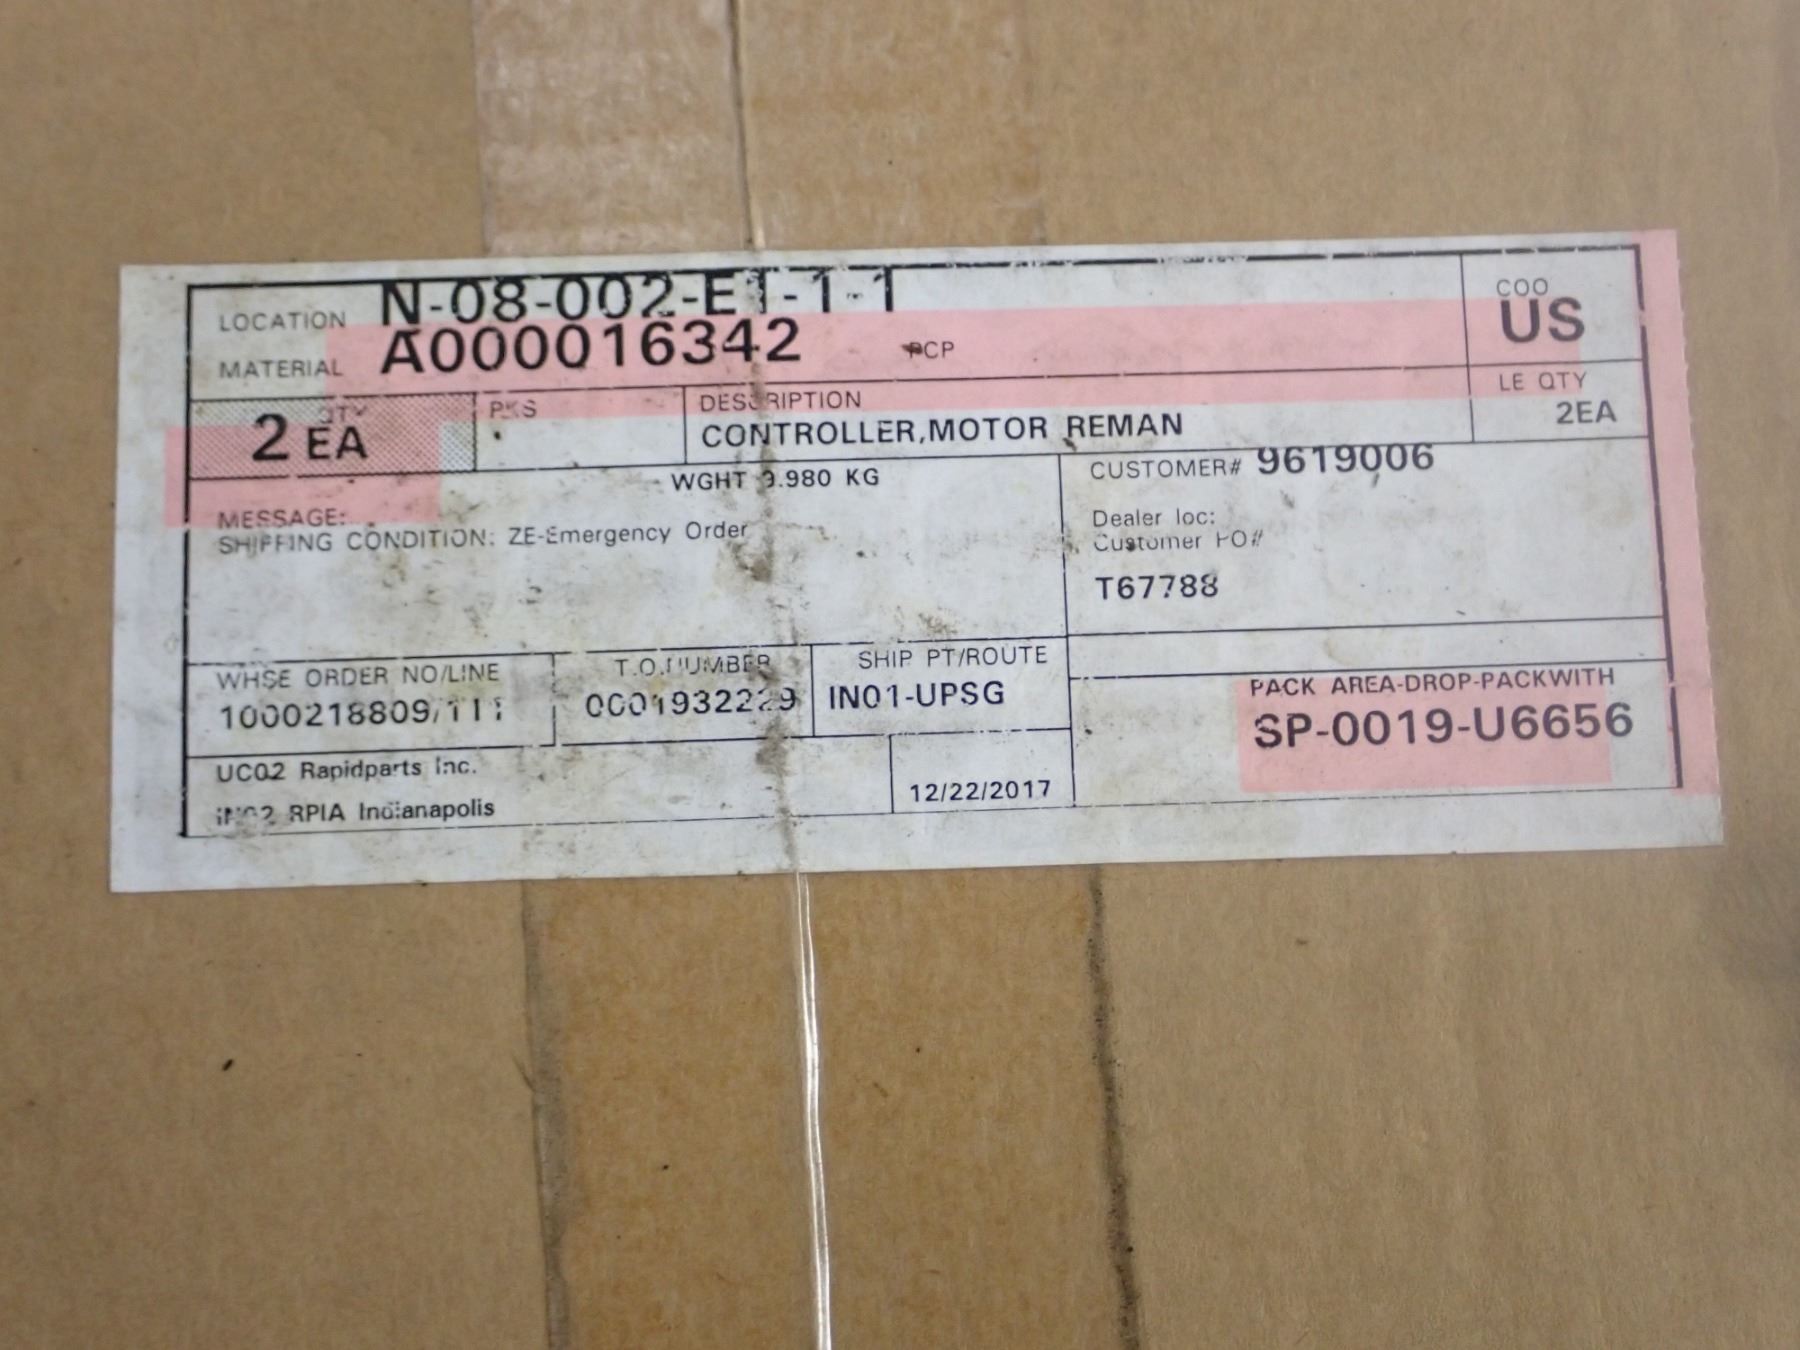 LOCATION N-08-002-E1-1-1
COO
US
MATERIAL A000016342 PCP
QTY
2 EA
PKS
DESCRIPTION
CONTROLLER,MOTOR REMAN
LE QTY
2EA
WGHT 9.980 KG
CUSTOMER# 9619006
MESSAGE:
SHIPPING CONDITION: ZE-Emergency Order
Dealer loc:
Customer PO#
T67788
WHSE ORDER NO/LINE
1000218809/111
T.O.NUMBER
0001932229
SHIP PT/ROUTE
IN01-UPSG
PACK AREA-DROP-PACKWITH
SP-0019-U6656
UC02 Rapidparts Inc.
IN02 RPIA Indianapolis
12/22/2017